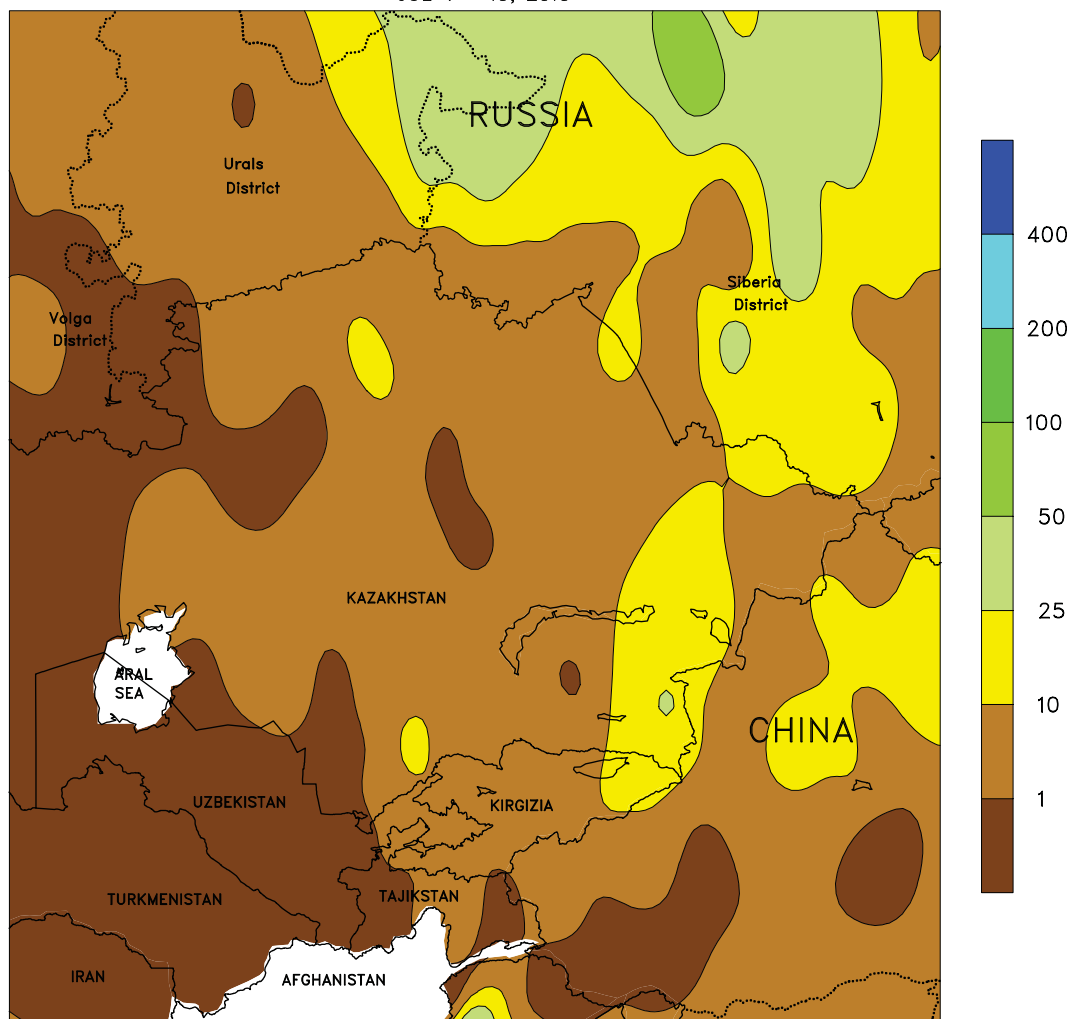 RUSSIA
Urals
District
Siberia
District
Volga
District
KAZAKHSTAN
ARAL
SEA
CHINA
UZBEKISTAN
KIRGIZIA
TURKMENISTAN
TAJIKSTAN
IRAN
AFGHANISTAN
400
200
100
50
25
10
1